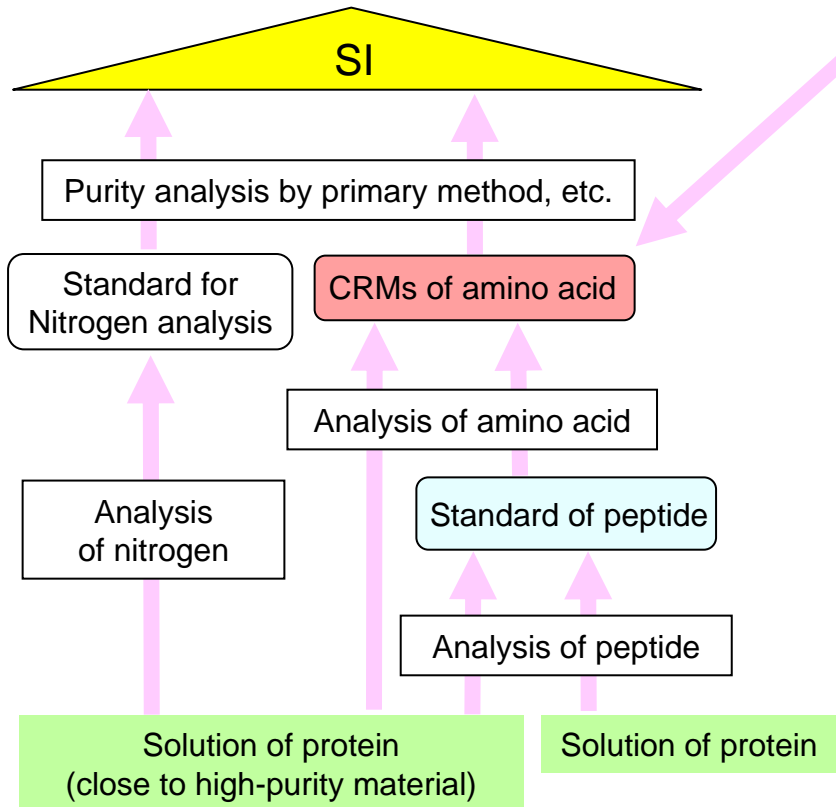 SI
Purity analysis by primary method, etc.
Standard for
Nitrogen analysis
CRMs of amino acid
Analysis of amino acid
Analysis
of nitrogen
Standard of peptide
Analysis of peptide
Solution of protein
(close to high-purity material)
Solution of protein